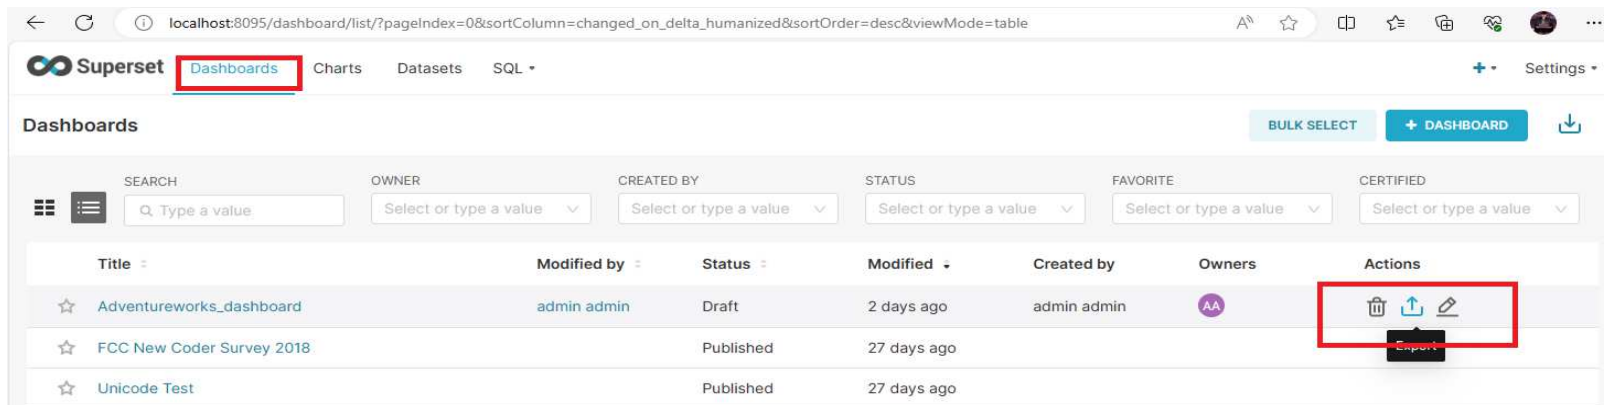 localhost:8095/dashboard/list/?pageIndex=0&sortColumn=changed_on_delta_humanized&sortOrder=desc&viewMode=table
Superset Dashboards Charts Datasets SQL Settings
Dashboards BULK SELECT + DASHBOARD
SEARCH OWNER CREATED BY STATUS FAVORITE CERTIFIED
Type a value Select or type a value Select or type a value Select or type a value Select or type a value Select or type a value
Title Modified by Status Modified Created by Owners Actions
Adventureworks_dashboard admin admin Draft 2 days ago admin admin AA
Export
FCC New Coder Survey 2018 Published 27 days ago
Unicode Test Published 27 days ago